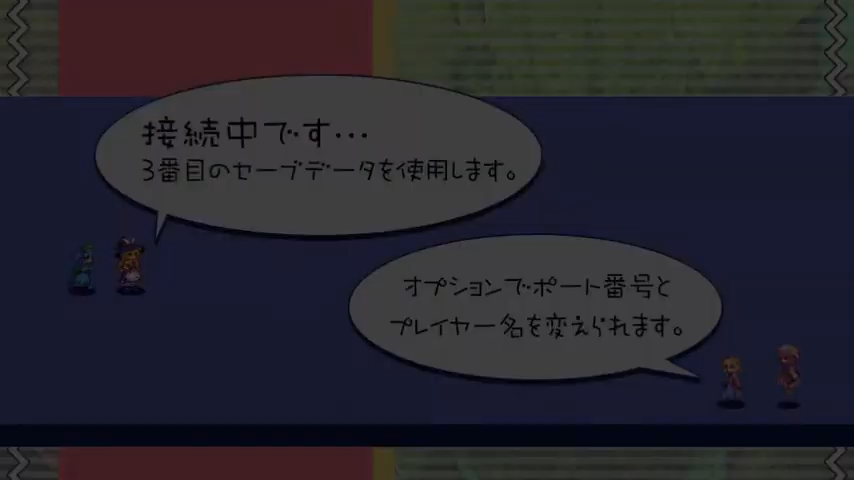 接続中です…
3番目のセーブデータを使用します。
オプションでポート番号と
プレイヤー名を変えられます。